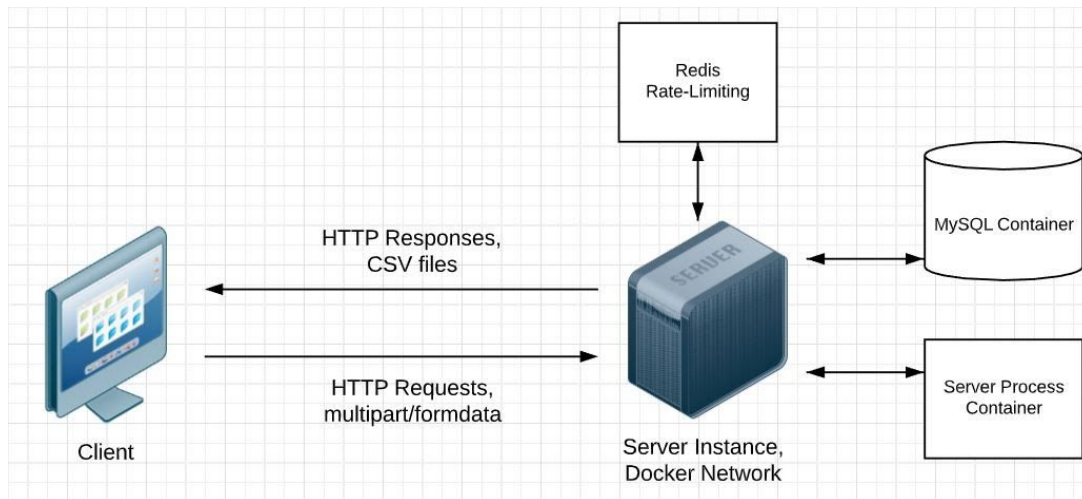 Redis
Rate-Limiting
MySQL Container
HTTP Responses,
CSV files
SERVER
HTTP Requests,
multipart/formdata
Server Process
Container
Client
Server Instance,
Docker Network